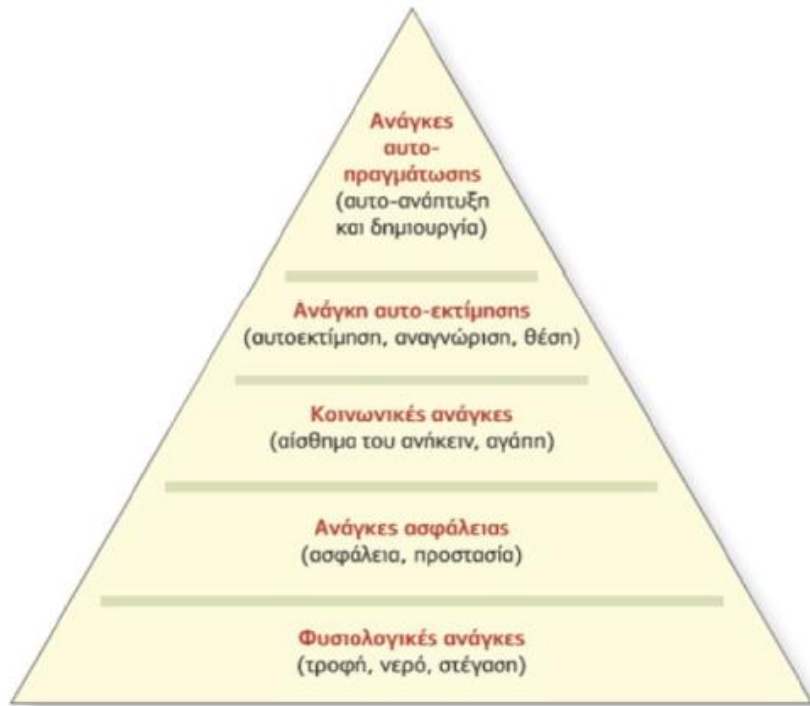 Ανάγκες
αυτο-
πραγμάτωσης
(αυτο-ανάπτυξη
και δημιουργία)
Ανάγκη αυτο-εκτίμησης
(αυτοεκτίμηση, αναγνώριση, θέση)
Κοινωνικές ανάγκες
(αίσθημα του ανήκειν, αγάπη)
Ανάγκες ασφάλειας
(ασφάλεια, προστασία)
Φυσιολογικές ανάγκες
(τροφή, νερό, στέγαση)